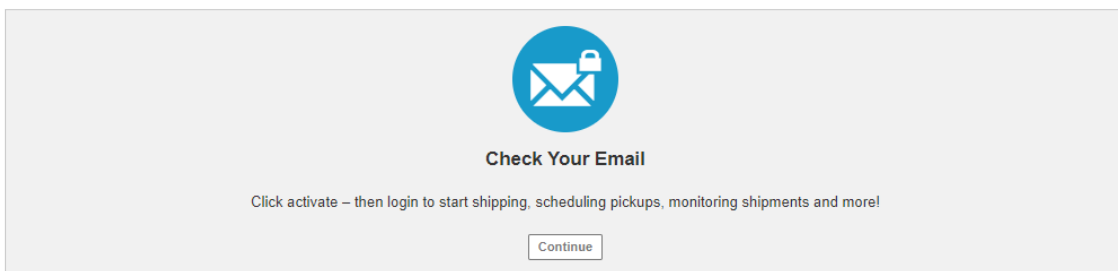 Check Your Email
Click activate – then login to start shipping, scheduling pickups, monitoring shipments and more!
Continue